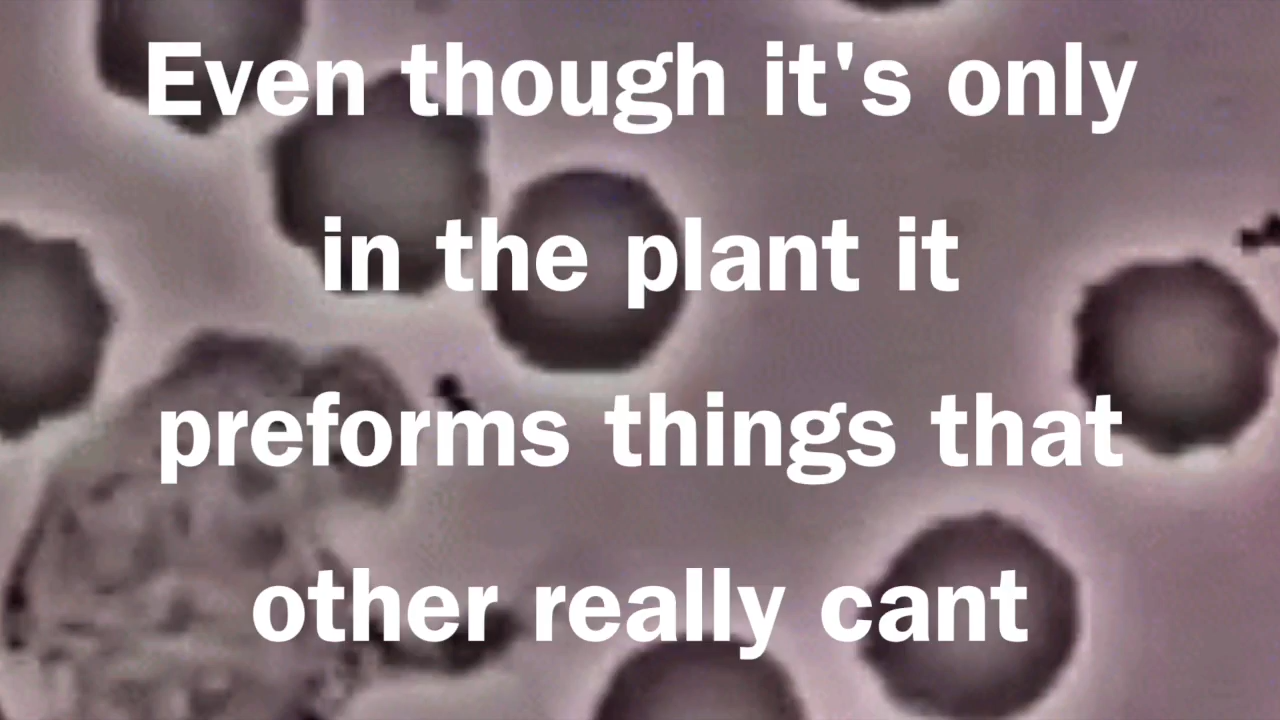 Even though it's only
in the plant it
preforms things that
other really cant